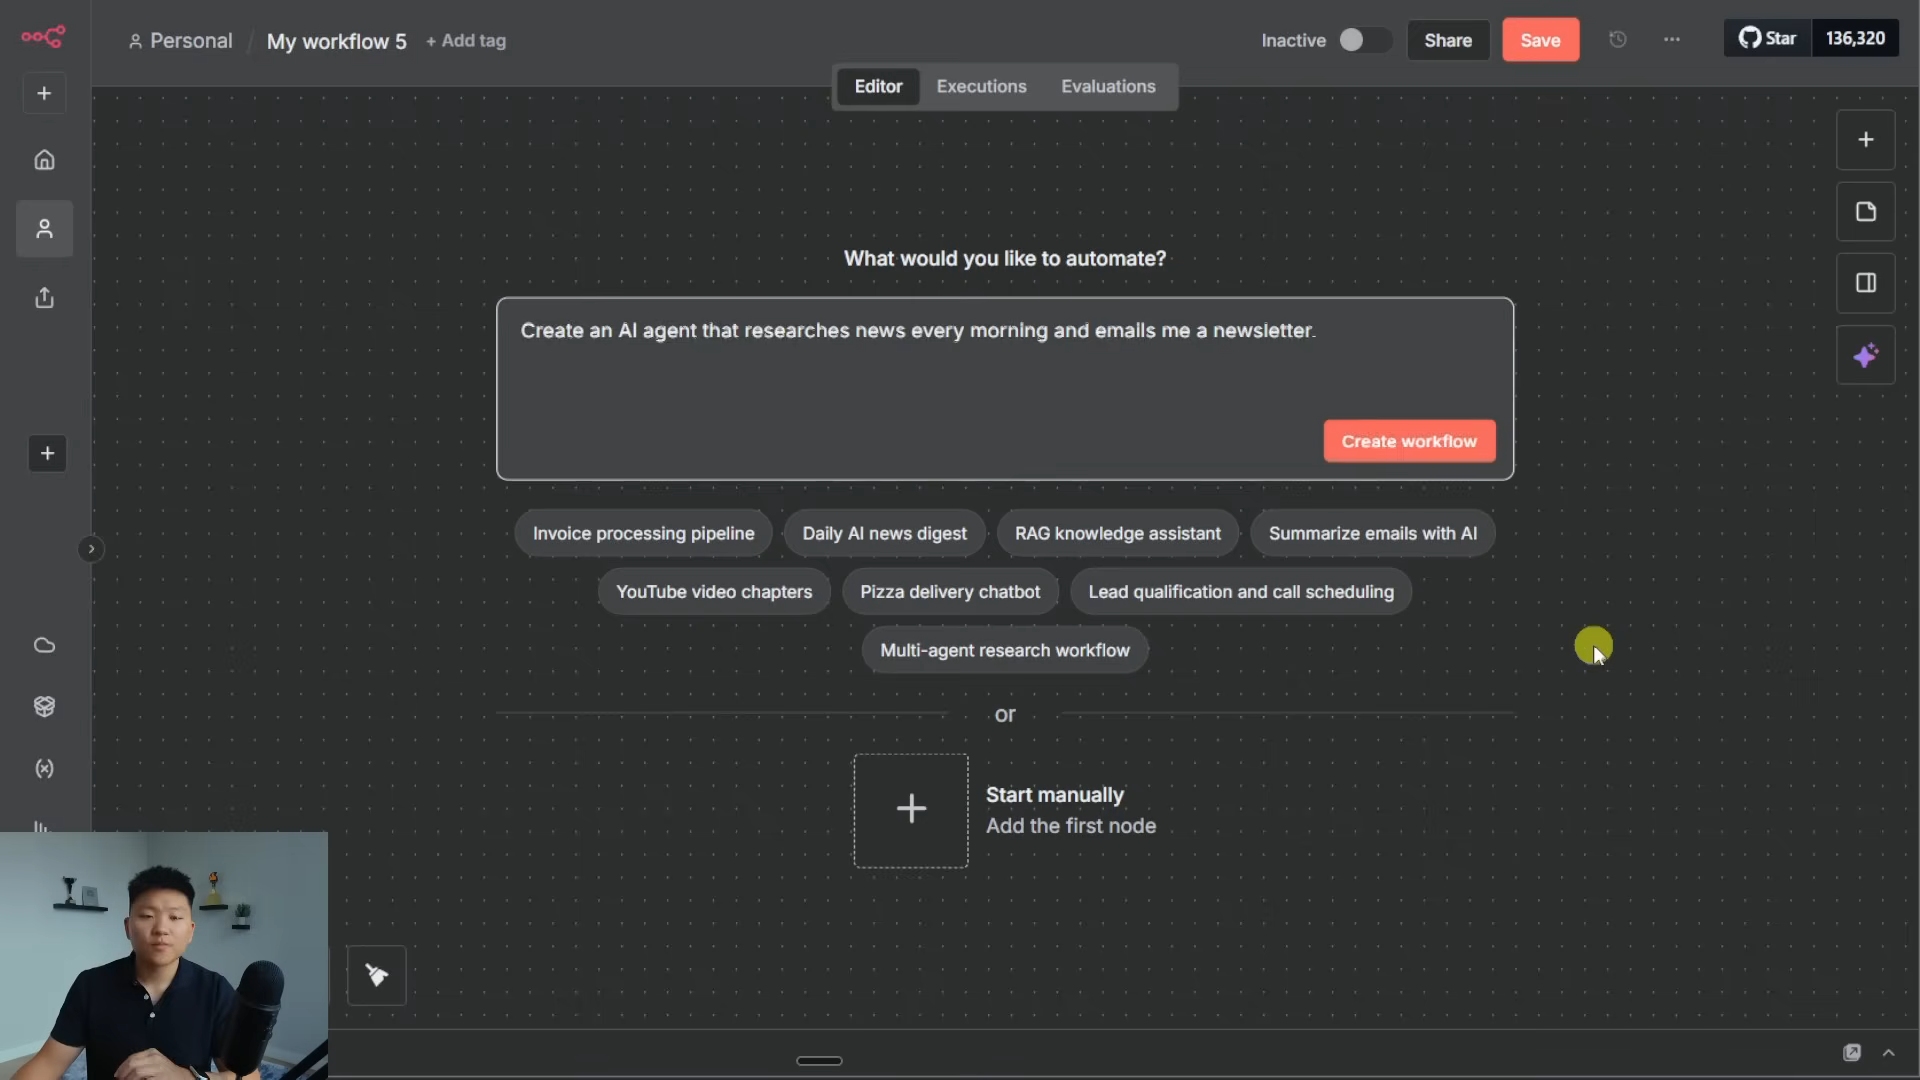 Personal / My workflow 5 + Add tag
Inactive
Share
Save
...
Star 136,320
Editor Executions Evaluations
What would you like to automate?
Create an AI agent that researches news every morning and emails me a newsletter.
Create workflow
Invoice processing pipeline
Daily AI news digest
RAG knowledge assistant
Summarize emails with AI
YouTube video chapters
Pizza delivery chatbot
Lead qualification and call scheduling
Multi-agent research workflow
or
Start manually
Add the first node